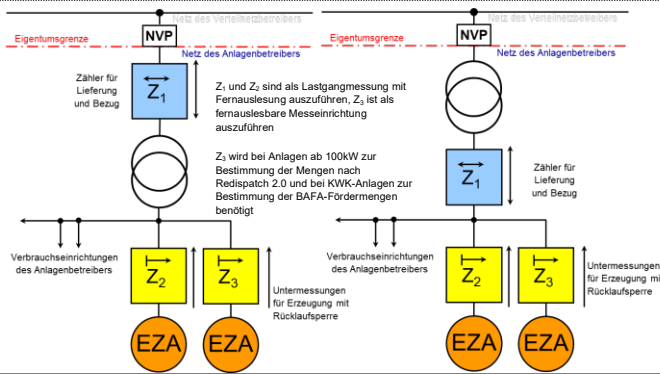 Netz des Verteilnetzbetreibers
NVP
Eigentumsgrenze
Netz des Anlagenbetreibers
Zähler für
Lieferung
und Bezug
Z1
Z1 und Z2 sind als Lastgangmessung mit
Fernauslesung auszuführen, Z3 ist als
fernauslesbare Messeinrichtung
auszuführen
Z3 wird bei Anlagen ab 100kW zur
Bestimmung der Mengen nach
Redispatch 2.0 und bei KWK-Anlagen zur
Bestimmung der BAFA-Fördermengen
benötigt
Verbrauchseinrichtungen
des Anlagenbetreibers
Z2
Z3
Untermessungen
für Erzeugung mit
Rücklaufsperre
EZA
EZA
Netz des Verteilnetzbetreibers
NVP
Eigentumsgrenze
Netz des Anlagenbetreibers
Z1
Zähler für
Lieferung
und Bezug
Verbrauchseinrichtungen
des Anlagenbetreibers
Z2
Z3
Untermessungen
für Erzeugung mit
Rücklaufsperre
EZA
EZA